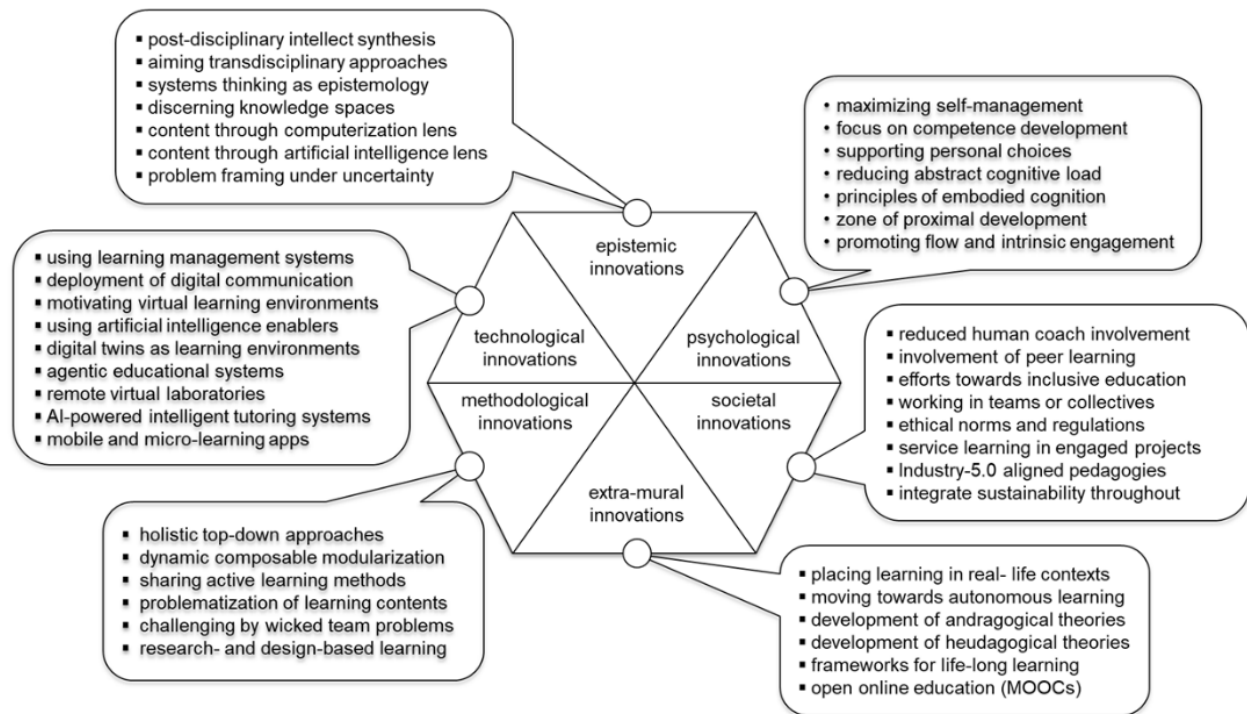 ▪ post-disciplinary intellect synthesis
▪ aiming transdisciplinary approaches
▪ systems thinking as epistemology
▪ discerning knowledge spaces
▪ content through computerization lens
▪ content through artificial intelligence lens
▪ problem framing under uncertainty
• maximizing self-management
• focus on competence development
• supporting personal choices
• reducing abstract cognitive load
• principles of embodied cognition
• zone of proximal development
• promoting flow and intrinsic engagement
▪ using learning management systems
▪ deployment of digital communication
▪ motivating virtual learning environments
▪ using artificial intelligence enablers
▪ digital twins as learning environments
▪ agentic educational systems
▪ remote virtual laboratories
▪ AI-powered intelligent tutoring systems
▪ mobile and micro-learning apps
epistemic
innovations
technological
innovations
psychological
innovations
methodological
innovations
societal
innovations
extra-mural
innovations
▪ reduced human coach involvement
▪ involvement of peer learning
▪ efforts towards inclusive education
▪ working in teams or collectives
▪ ethical norms and regulations
▪ service learning in engaged projects
▪ Industry-5.0 aligned pedagogies
▪ integrate sustainability throughout
▪ holistic top-down approaches
▪ dynamic composable modularization
▪ sharing active learning methods
▪ problematization of learning contents
▪ challenging by wicked team problems
▪ research- and design-based learning
▪ placing learning in real- life contexts
▪ moving towards autonomous learning
▪ development of andragogical theories
▪ development of heudagogical theories
▪ frameworks for life-long learning
▪ open online education (MOOCs)